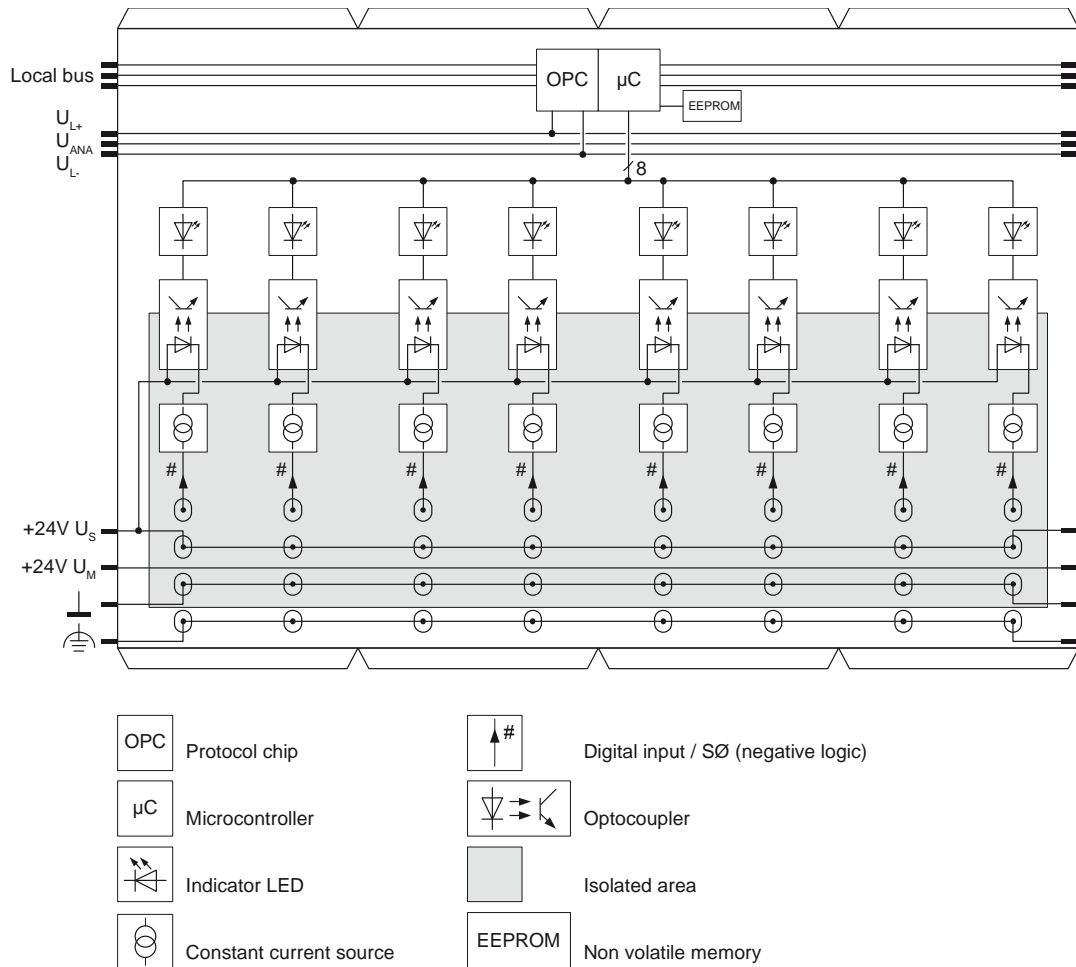 Local bus
OPC µC
EEPROM
U_L+
U_ANA
U_L-
8
# # # # # # # #
+24V U_S
+24V U_M
OPC Protocol chip
# Digital input / SØ (negative logic)
µC Microcontroller
Optocoupler
Indicator LED
Isolated area
Constant current source
EEPROM Non volatile memory